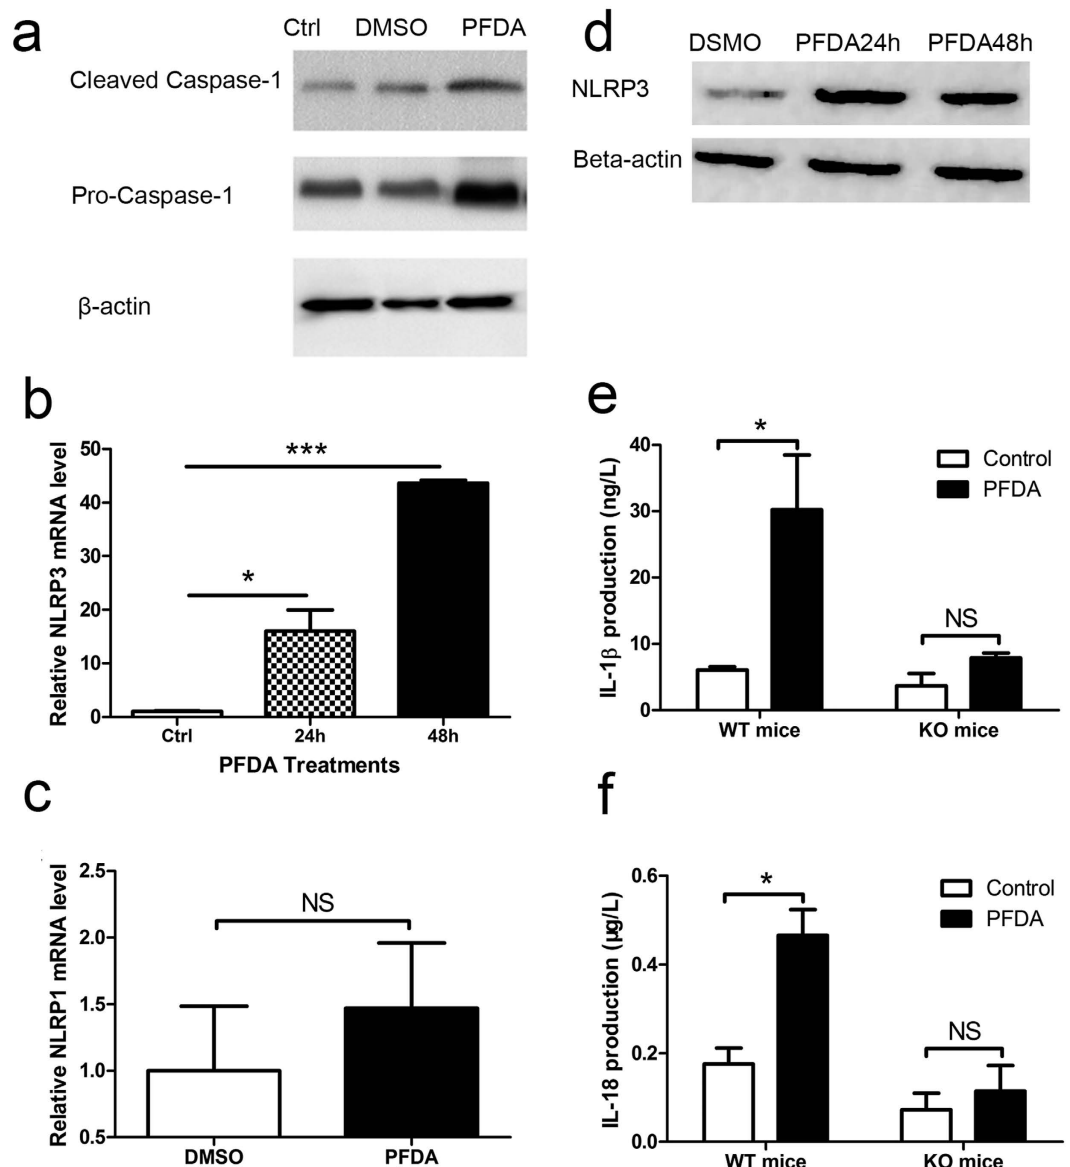 a
Ctrl DMSO PFDA
Cleaved Caspase-1
Pro-Caspase-1
β-actin
d
DSMO PFDA24h PFDA48h
NLRP3
Beta-actin
b
Relative NLRP3 mRNA level
50
40
30
20
10
0
***
*
Ctrl 24h 48h
PFDA Treatments
e
IL-1β production (ng/L)
40
30
20
10
0
*
NS
Control
PFDA
WT mice KO mice
c
Relative NLRP1 mRNA level
2.5
2.0
1.5
1.0
0.5
NS
DMSO PFDA
f
IL-18 production (μg/L)
0.6
0.4
0.2
0.0
*
NS
Control
PFDA
WT mice KO mice